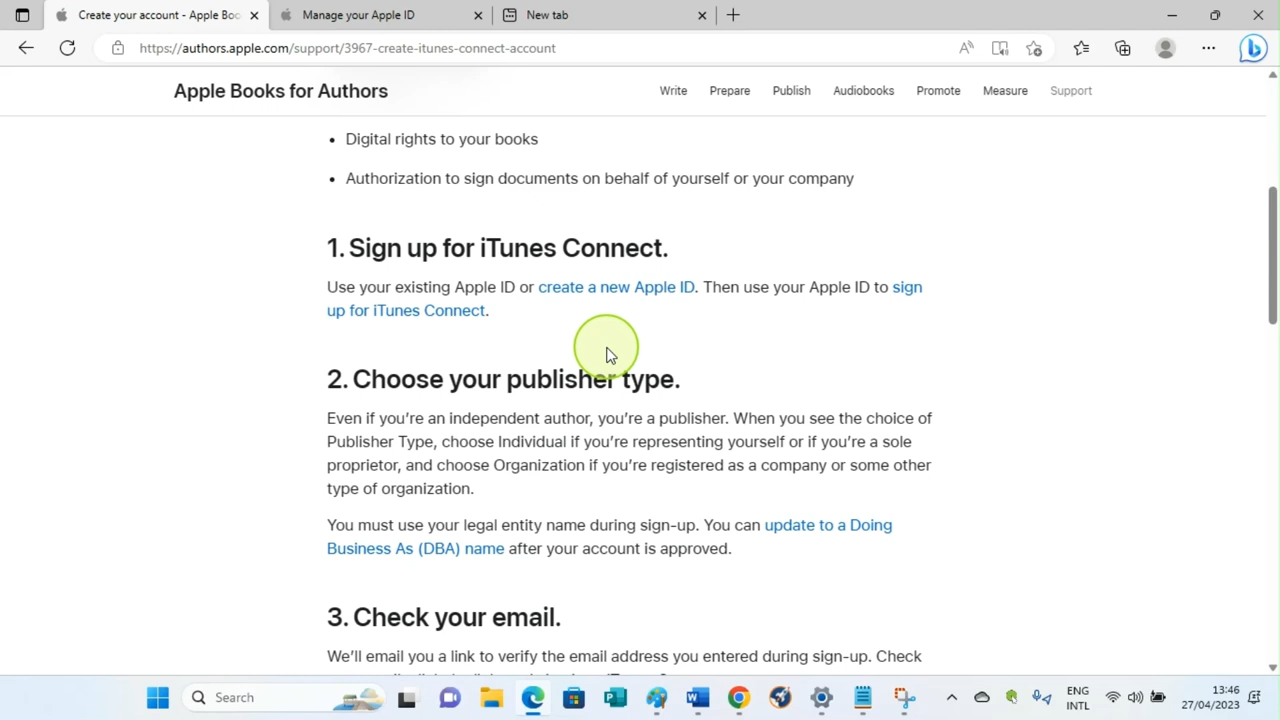 Create your account - Apple Boo
Manage your Apple ID
New tab
https://authors.apple.com/support/3967-create-itunes-connect-account
Apple Books for Authors
Write Prepare Publish Audiobooks Promote Measure Support
• Digital rights to your books
• Authorization to sign documents on behalf of yourself or your company
1. Sign up for iTunes Connect.
Use your existing Apple ID or create a new Apple ID. Then use your Apple ID to sign
up for iTunes Connect.
2. Choose your publisher type.
Even if you’re an independent author, you’re a publisher. When you see the choice of
Publisher Type, choose Individual if you’re representing yourself or if you’re a sole
proprietor, and choose Organization if you’re registered as a company or some other
type of organization.
You must use your legal entity name during sign-up. You can update to a Doing
Business As (DBA) name after your account is approved.
3. Check your email.
We’ll email you a link to verify the email address you entered during sign-up. Check
Search
ENG
INTL
13:46
27/04/2023